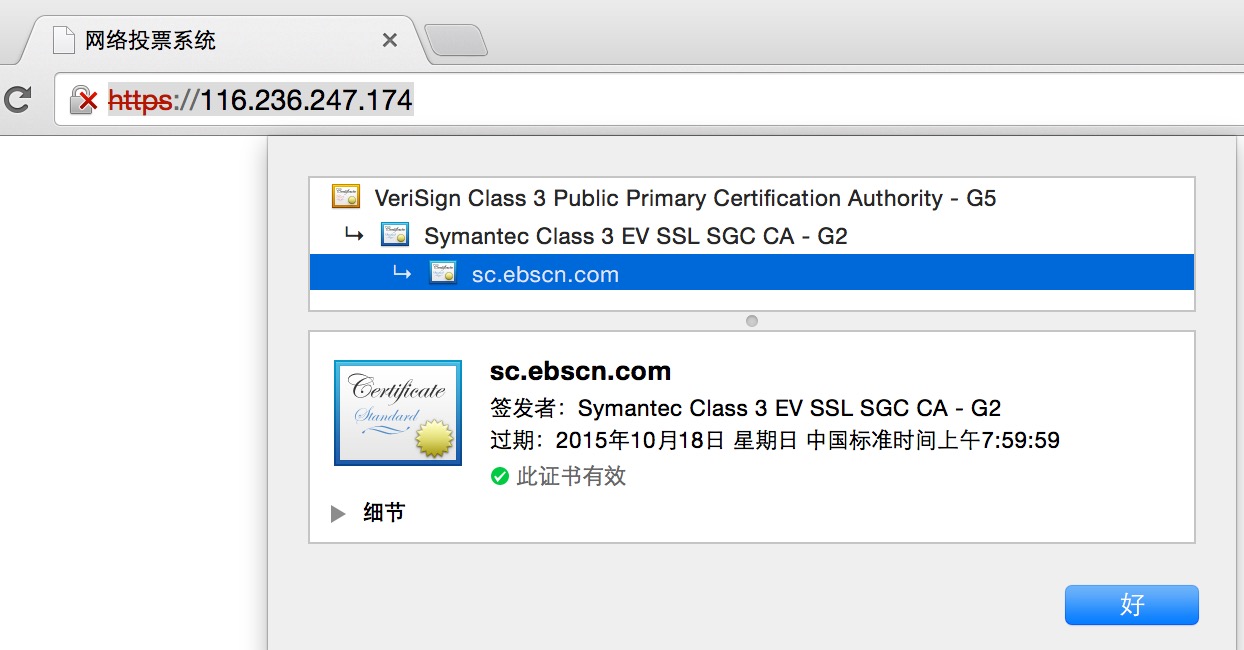 网络投票系统
https://116.236.247.174
VeriSign Class 3 Public Primary Certification Authority - G5
Symantec Class 3 EV SSL SGC CA - G2
sc.ebscn.com
Certificate
Standard
sc.ebscn.com
签发者：Symantec Class 3 EV SSL SGC CA - G2
过期：2015年10月18日 星期日 中国标准时间上午7:59:59
此证书有效
细节
好